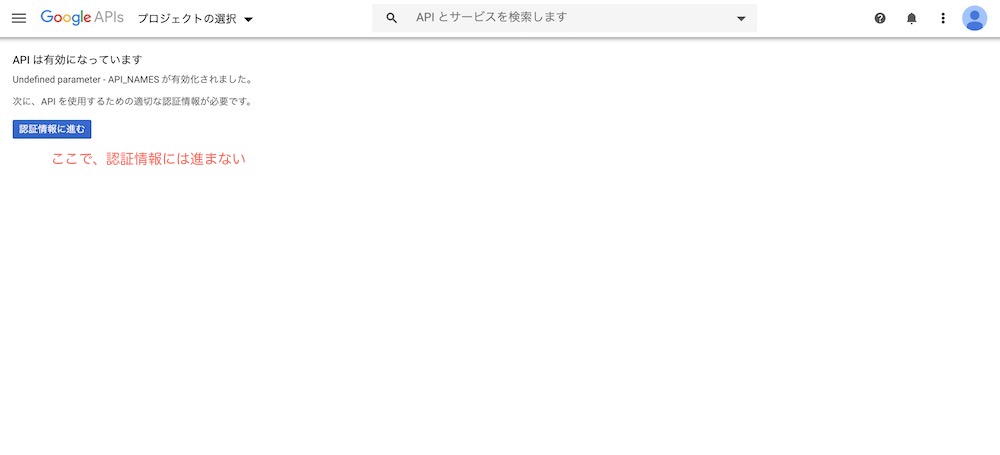 Google APIs プロジェクトの選択 API とサービスを検索します
API は有効になっています
Undefined parameter - API_NAMES が有効化されました。
次に、API を使用するための適切な認証情報が必要です。
認証情報に進む
ここで、認証情報には進まない